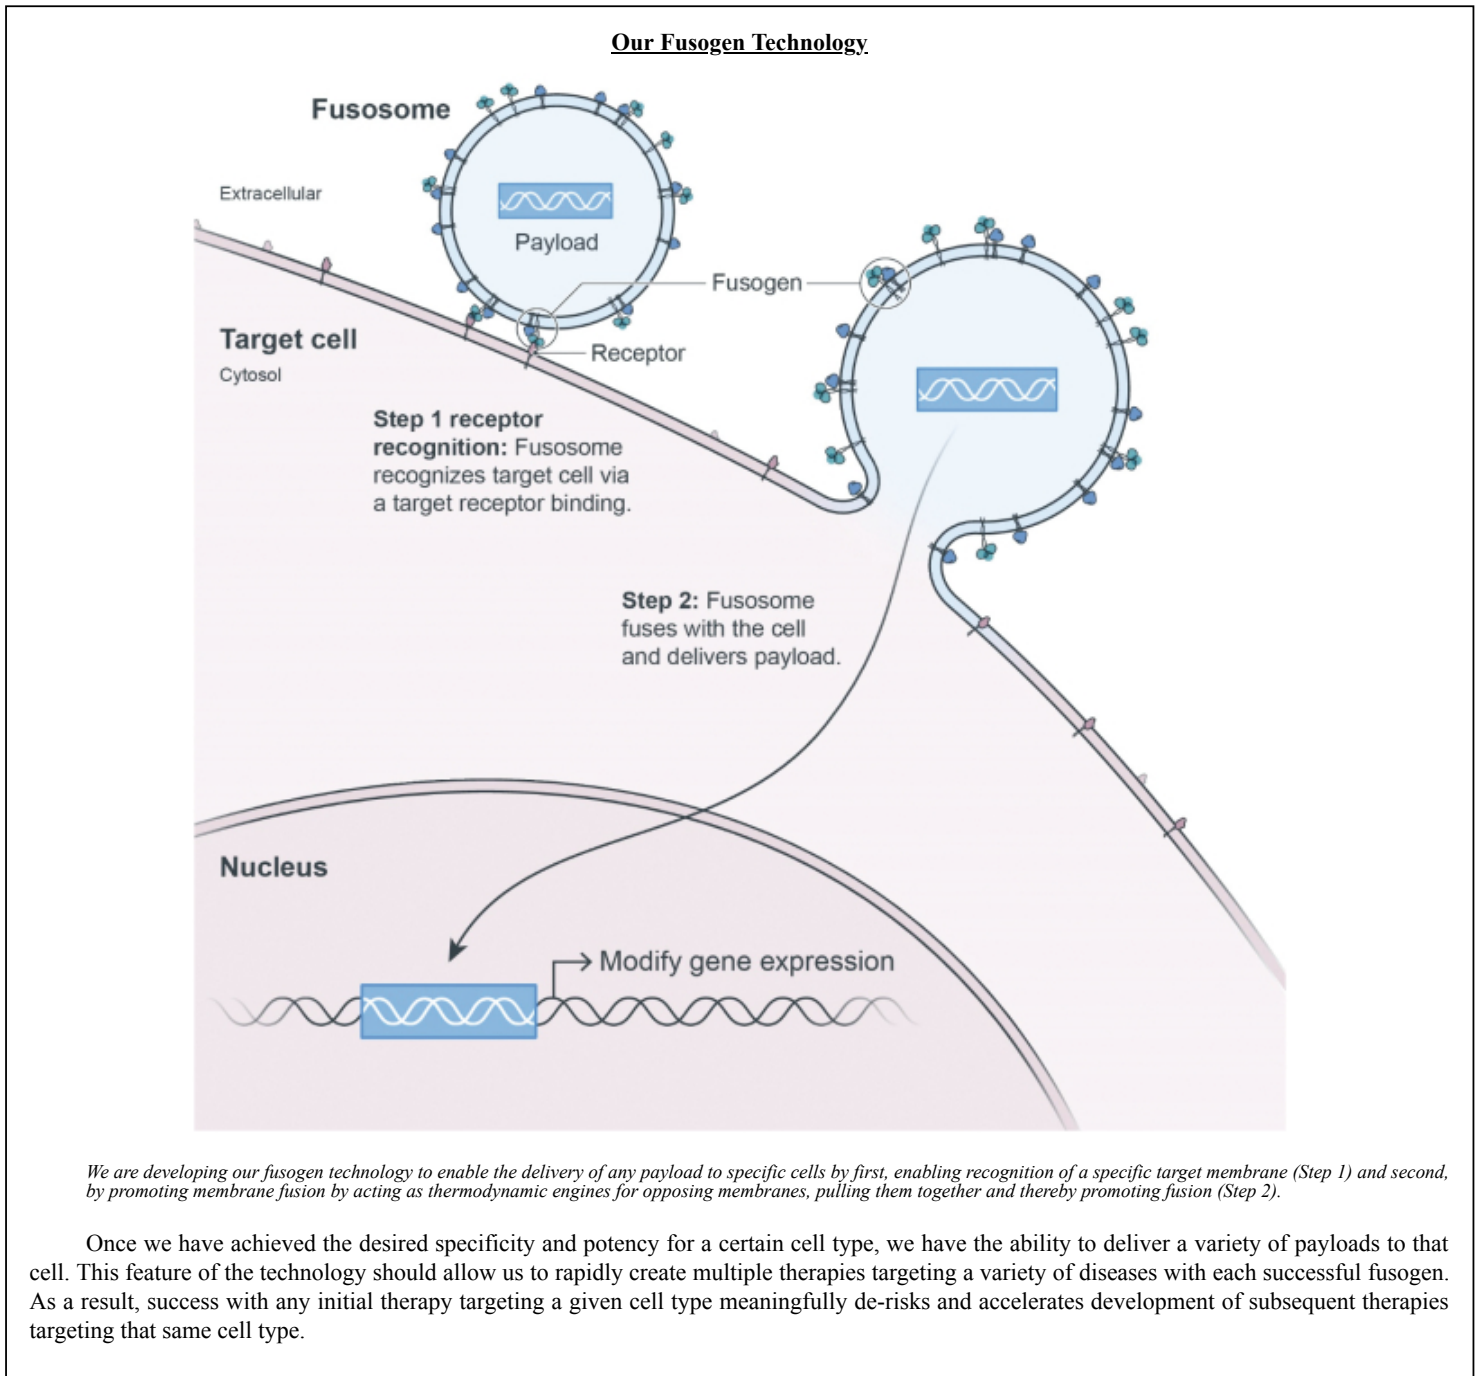 Our Fusogen Technology
Fusosome
Extracellular
Payload
Fusogen
Target cell
Receptor
Cytosol
Step 1 receptor
recognition: Fusosome
recognizes target cell via
a target receptor binding.
Step 2: Fusosome
fuses with the cell
and delivers payload.
Nucleus
Modify gene expression
We are developing our fusogen technology to enable the delivery of any payload to specific cells by first, enabling recognition of a specific target membrane (Step 1) and second,
by promoting membrane fusion by acting as thermodynamic engines for opposing membranes, pulling them together and thereby promoting fusion (Step 2).
Once we have achieved the desired specificity and potency for a certain cell type, we have the ability to deliver a variety of payloads to that
cell. This feature of the technology should allow us to rapidly create multiple therapies targeting a variety of diseases with each successful fusogen.
As a result, success with any initial therapy targeting a given cell type meaningfully de-risks and accelerates development of subsequent therapies
targeting that same cell type.